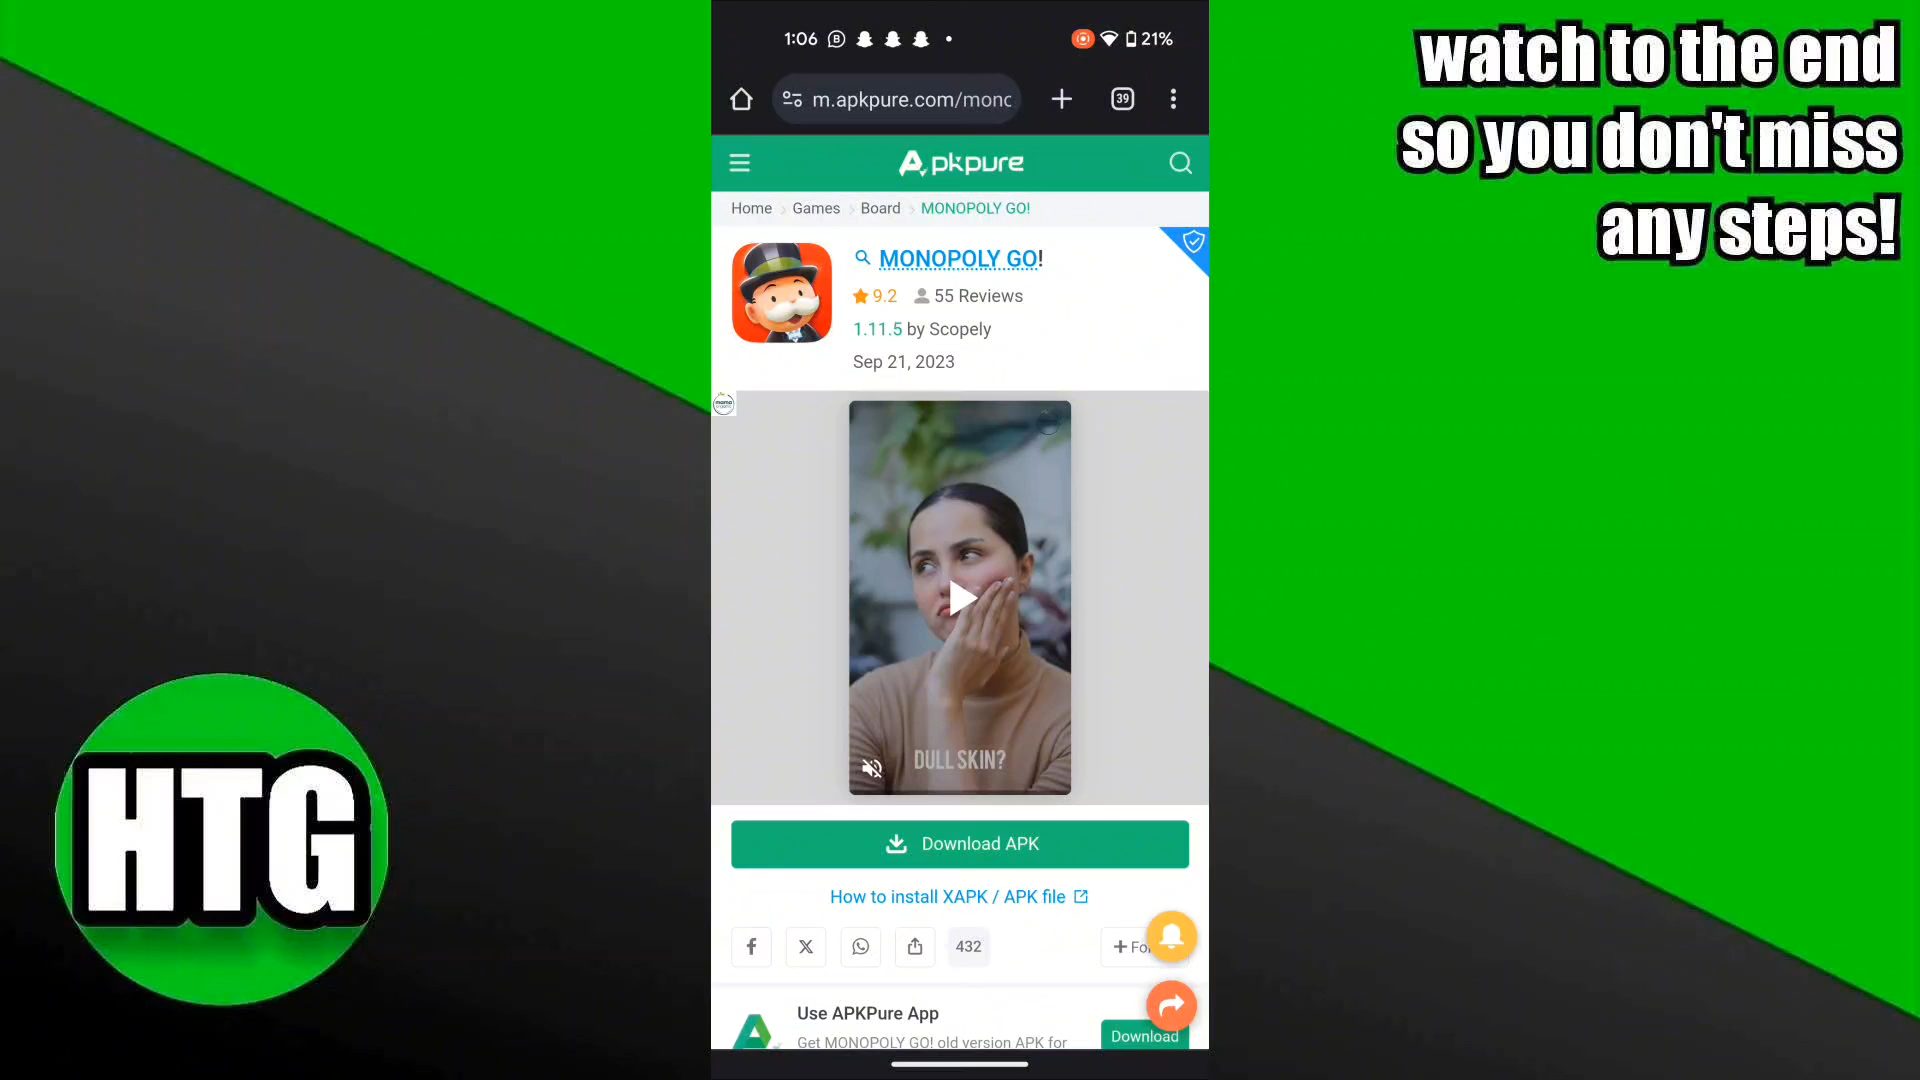 watch to the end
so you don't miss
any steps!
1:06
21%
m.apkpure.com/mono
39
Apkpure
Home Games Board MONOPOLY GO!
MONOPOLY GO!
9.2 55 Reviews
1.11.5 by Scopely
Sep 21, 2023
DULL SKIN?
Download APK
How to install XAPK / APK file
432
+ Fo
Use APKPure App
Get MONOPOLY GO! old version APK for
Download
HTG